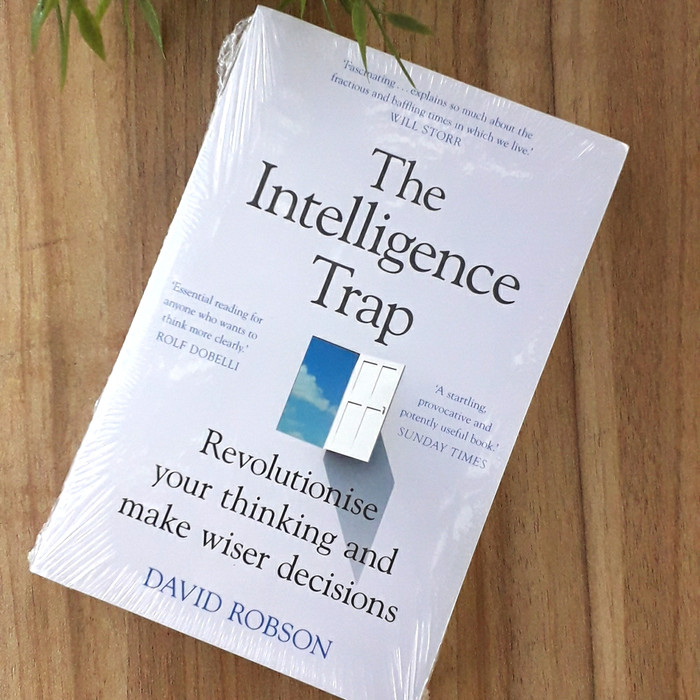 'Fascinating... explains so much about the
fractious and baffling times in which we live.'
WILL STORR
The
Intelligence
Trap
'Essential reading for
anyone who wants to
think more clearly.'
ROLF DOBELLI
'A startling,
provocative and
potently useful book.'
SUNDAY TIMES
Revolutionise
your thinking and
make wiser decisions
DAVID ROBSON